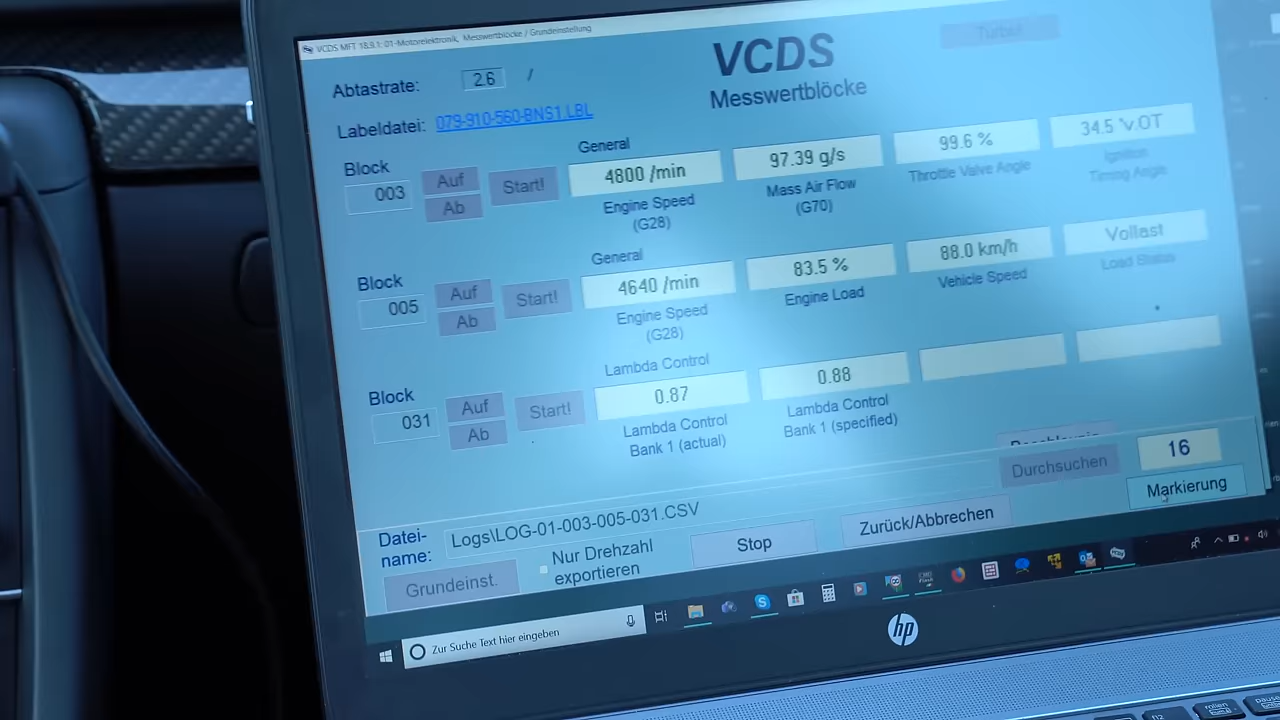 VCDS MFT 18.9.1: 01-Motorelektronik, Messwertblöcke / Grundeinstellung
VCDS
Messwertblöcke
Turbo!
Abtastrate: 2.6 /
Labeldatei: 079-910-560-BNS1.LBL
General
Block
003
Auf
Ab
Start!
4800 /min
97.39 g/s
99.6 %
34.5 °v.OT
Engine Speed
(G28)
Mass Air Flow
(G70)
Throttle Valve Angle
Ignition
Timing Angle
General
Block
005
Auf
Ab
Start!
4640 /min
83.5 %
88.0 km/h
Vollast
Engine Speed
(G28)
Engine Load
Vehicle Speed
Load Status
Lambda Control
Block
031
Auf
Ab
Start!
0.87
0.88
Lambda Control
Bank 1 (actual)
Lambda Control
Bank 1 (specified)
Datei-
name:
Logs\LOG-01-003-005-031.CSV
Durchsuchen
16
Markierung
Grundeinst.
Nur Drehzahl
exportieren
Stop
Zurück/Abbrechen
Zur Suche Text hier eingeben
hp
rollen
pause